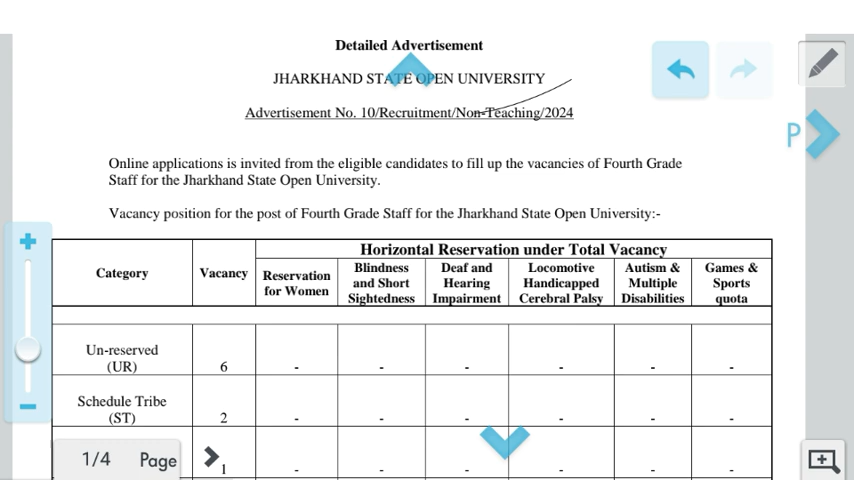 Detailed Advertisement
JHARKHAND STATE OPEN UNIVERSITY
Advertisement No. 10/Recruitment/Non-Teaching/2024
P
Online applications is invited from the eligible candidates to fill up the vacancies of Fourth Grade
Staff for the Jharkhand State Open University.
Vacancy position for the post of Fourth Grade Staff for the Jharkhand State Open University:-
Category Vacancy Horizontal Reservation under Total Vacancy
Reservation for Women
Blindness and Short Sightedness
Deaf and Hearing Impairment
Locomotive Handicapped Cerebral Palsy
Autism & Multiple Disabilities
Games & Sports quota
Un-reserved
(UR) 6 - - - - - -
Schedule Tribe
(ST) 2 - - - - - -
1 - - - - - -
1/4 Page